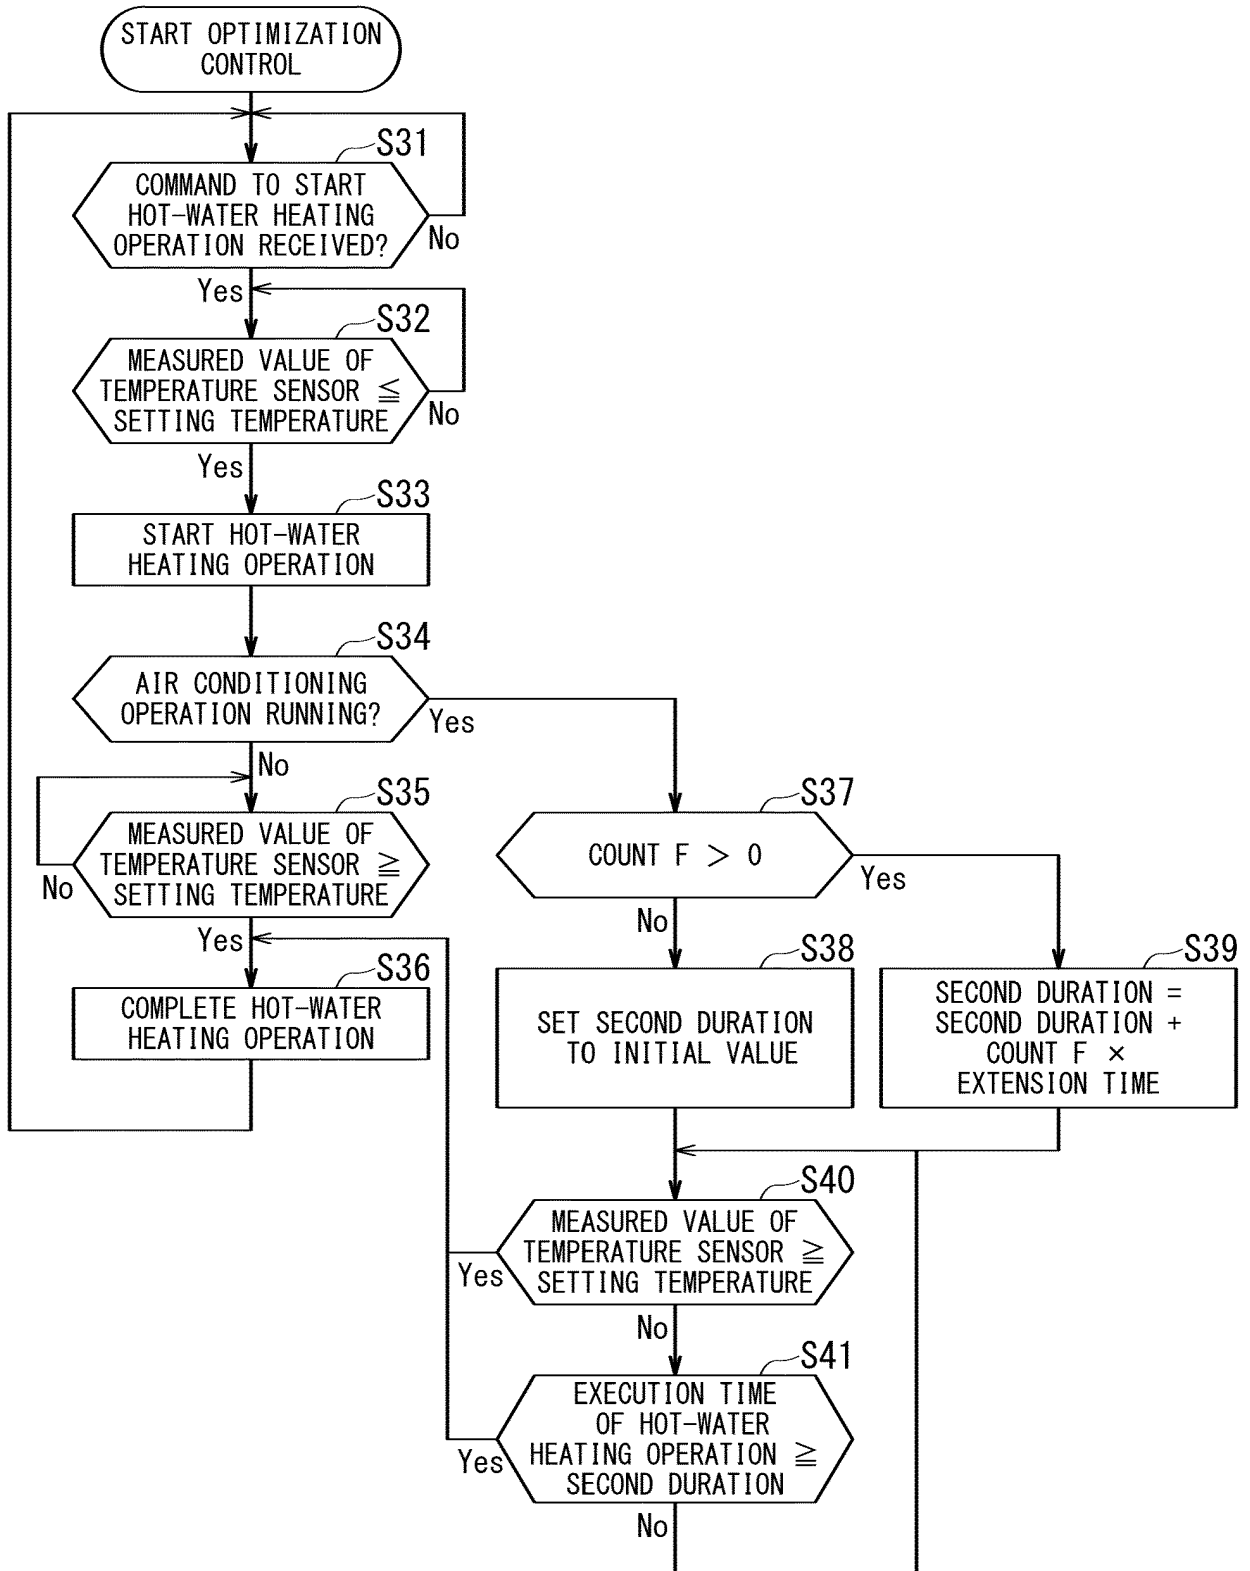 START OPTIMIZATION
CONTROL
S31
COMMAND TO START
HOT-WATER HEATING
OPERATION RECEIVED?
No
Yes
S32
MEASURED VALUE OF
TEMPERATURE SENSOR ≦
SETTING TEMPERATURE
No
Yes
S33
START HOT-WATER
HEATING OPERATION
S34
AIR CONDITIONING
OPERATION RUNNING?
Yes
No
S35
MEASURED VALUE OF
TEMPERATURE SENSOR ≧
SETTING TEMPERATURE
No
Yes
S36
COMPLETE HOT-WATER
HEATING OPERATION
S37
COUNT F > 0
Yes
No
S38
SET SECOND DURATION
TO INITIAL VALUE
S39
SECOND DURATION =
SECOND DURATION +
COUNT F ×
EXTENSION TIME
S40
MEASURED VALUE OF
TEMPERATURE SENSOR ≧
SETTING TEMPERATURE
Yes
No
S41
EXECUTION TIME
OF HOT-WATER
HEATING OPERATION ≧
SECOND DURATION
Yes
No